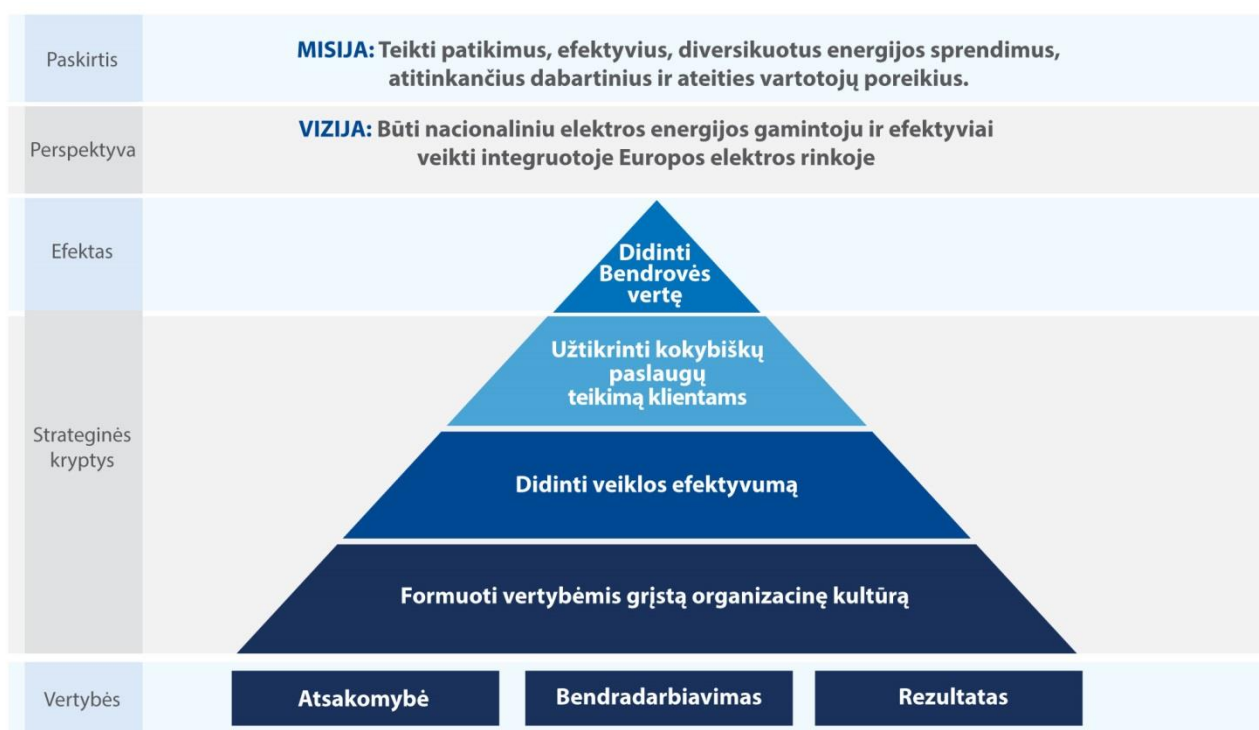 Paskirtis
MISIJA: Teikti patikimus, efektyvius, diversikuotus energijos sprendimus,
atitinkančius dabartinius ir ateities vartotojų poreikius.
Perspektyva
VIZIJA: Būti nacionaliniu elektros energijos gamintoju ir efektyviai
veikti integruotoje Europos elektros rinkoje
Efektas
Didinti
Bendrovės
vertę
Strateginės
kryptys
Užtikrinti kokybiškų
paslaugų
teikimą klientams
Didinti veiklos efektyvumą
Formuoti vertybėmis grįstą organizacinę kultūrą
Vertybės
Atsakomybė
Bendradarbiavimas
Rezultatas